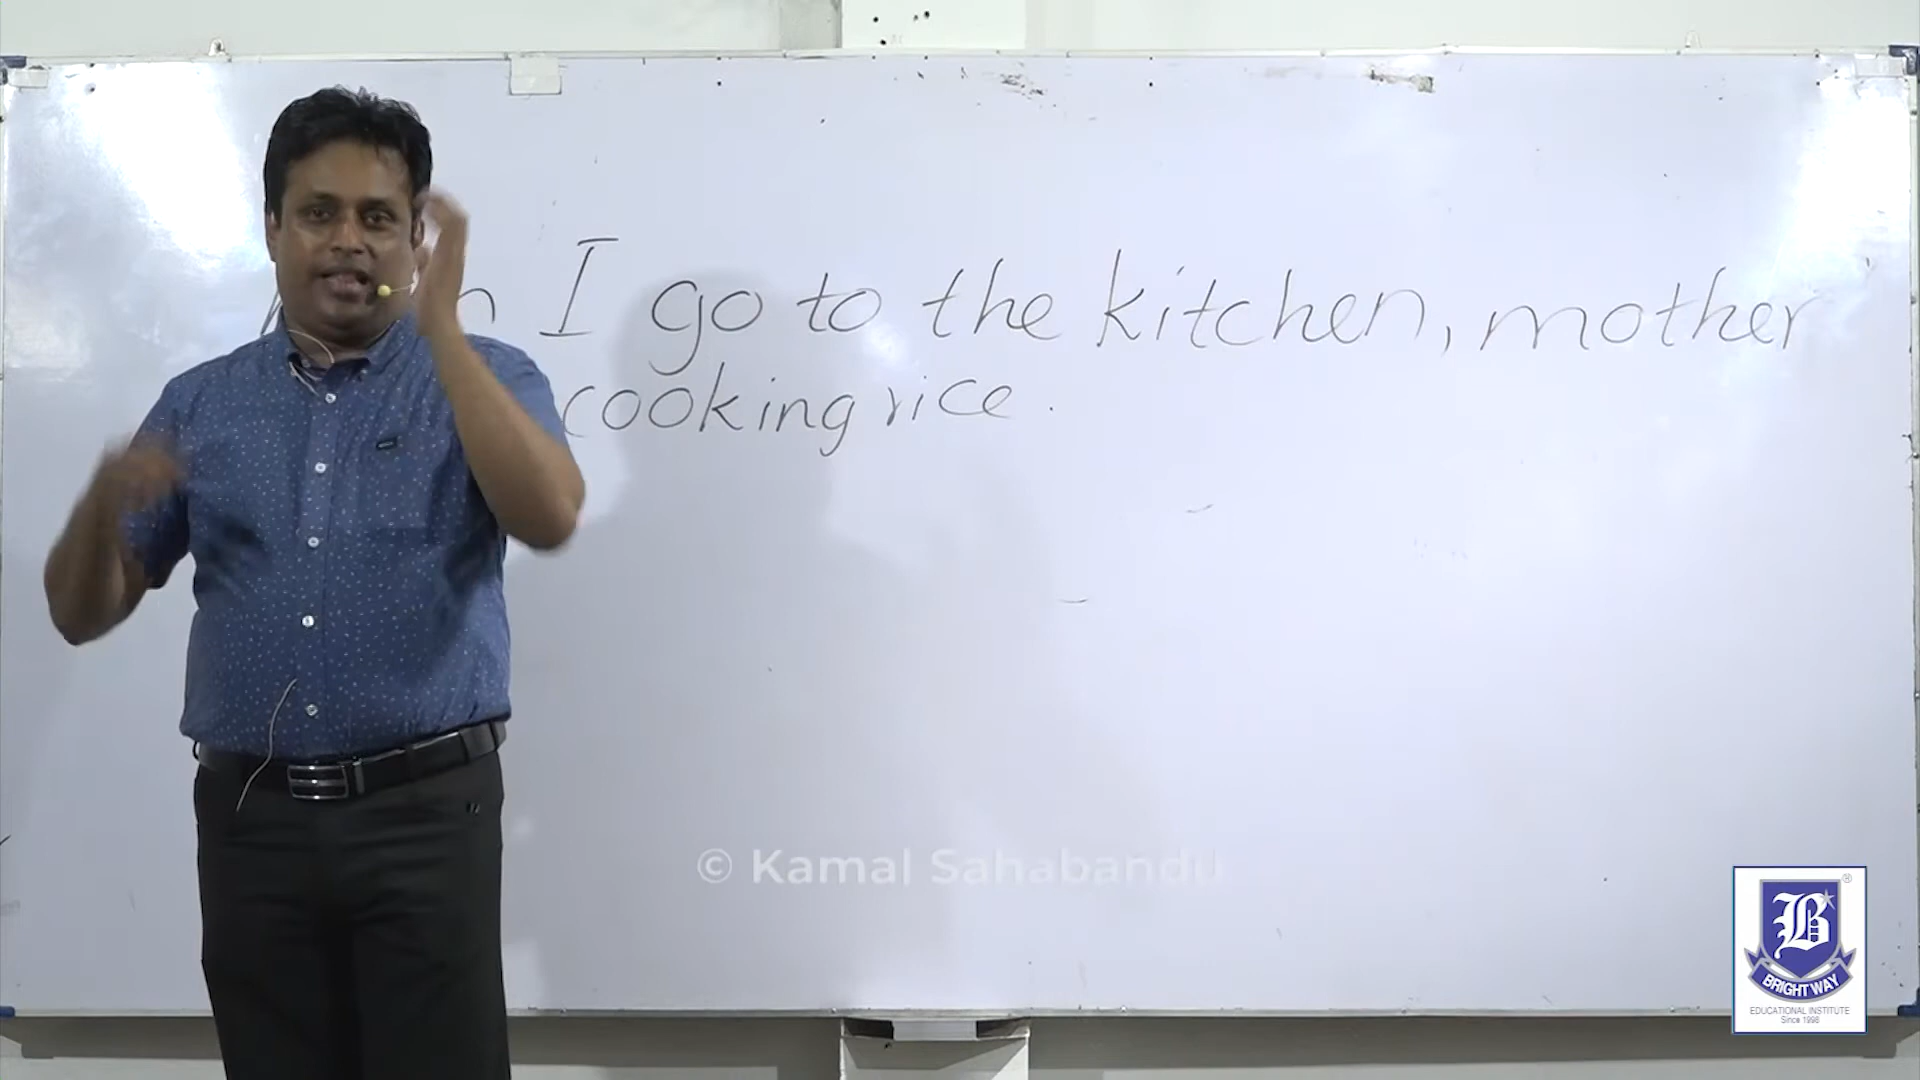 I go to the kitchen, mother
cooking rice.
© Kamal Sahabandu
B
®
BRIGHT WAY
EDUCATIONAL INSTITUTE
Since 1998